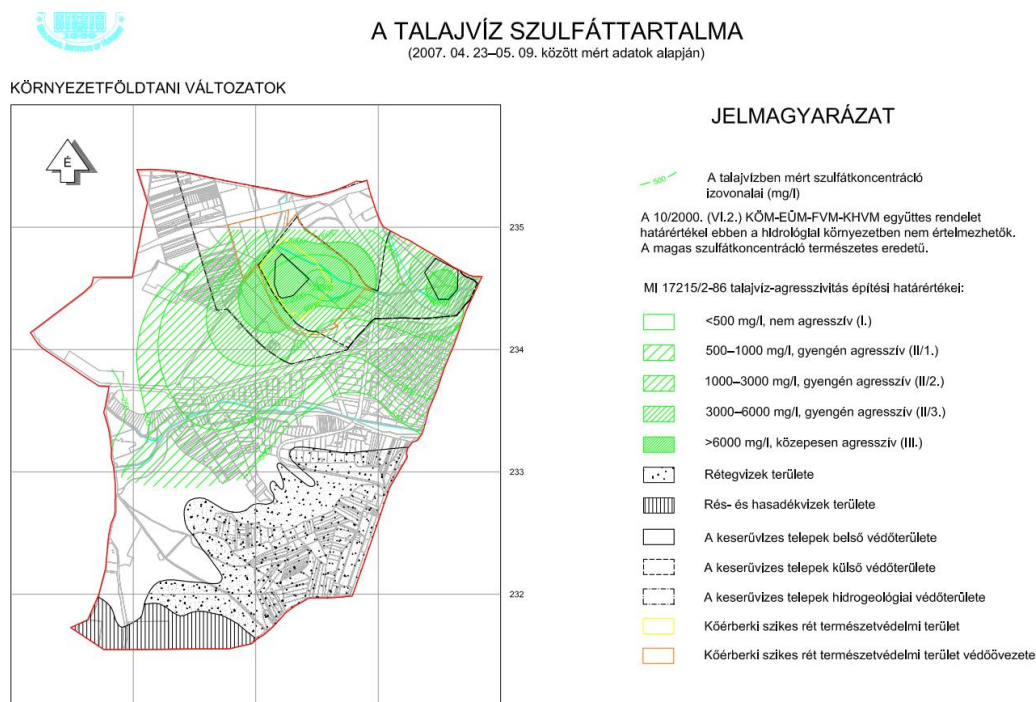 A TALAJVÍZ SZULFÁTTARTALMA
(2007. 04. 23–05. 09. között mért adatok alapján)
KÖRNYEZETFÖLDTANI VÁLTOZATOK
É
235
234
233
232
JELMAGYARÁZAT
500
A talajvízben mért szulfátkoncentráció
izovonalai (mg/l)
A 10/2000. (VI.2.) KÖM-EÜM-FVM-KHVM együttes rendelet
határértékei ebben a hidrológiai környezetben nem értelmezhetők.
A magas szulfátkoncentráció természetes eredetű.
MI 17215/2-86 talajvíz-agresszivitás építési határértékei:
<500 mg/l, nem agresszív (I.)
500–1000 mg/l, gyengén agresszív (II/1.)
1000–3000 mg/l, gyengén agresszív (II/2.)
3000–6000 mg/l, gyengén agresszív (II/3.)
>6000 mg/l, közepesen agresszív (III.)
Rétegvizek területe
Rés- és hasadékvizek területe
A keserűvizes telepek belső védőterülete
A keserűvizes telepek külső védőterülete
A keserűvizes telepek hidrogeológiai védőterülete
Kőérberki szikes rét természetvédelmi terület
Kőérberki szikes rét természetvédelmi terület védőövezete